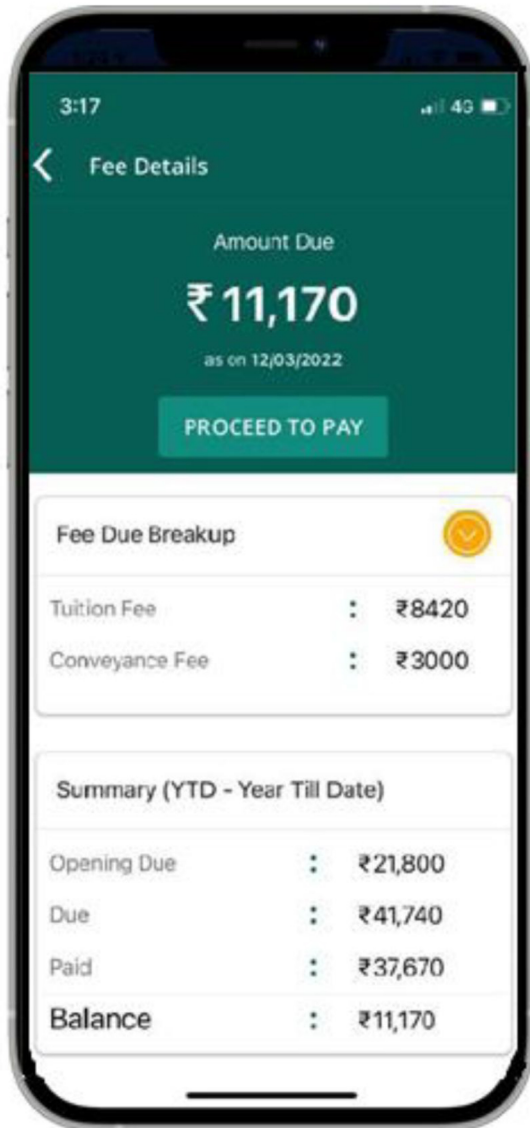 3:17 4G
Fee Details
Amount Due
₹11,170
as on 12/03/2022
PROCEED TO PAY
Fee Due Breakup
Tuition Fee : ₹8420
Conveyance Fee : ₹3000
Summary (YTD - Year Till Date)
Opening Due : ₹21,800
Due : ₹41,740
Paid : ₹37,670
Balance : ₹11,170